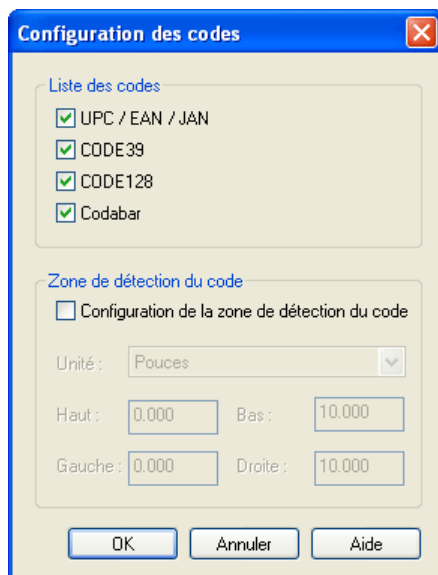 Configuration des codes
Liste des codes
UPC / EAN / JAN
CODE39
CODE128
Codabar
Zone de détection du code
Configuration de la zone de détection du code
Unité : Pouces
Haut : 0.000 Bas : 10.000
Gauche : 0.000 Droite : 10.000
OK Annuler Aide